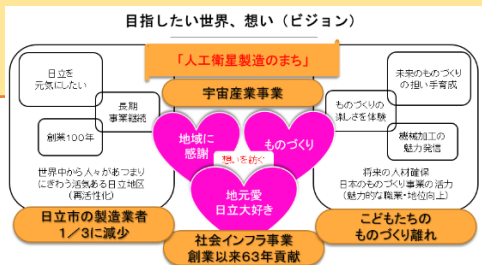 目指したい世界、想い（ビジョン）
「人工衛星製造のまち」
宇宙産業事業
日立を
元気にしたい
長期
事業継続
創業100年
世界中から人々があつまり
にぎわう活気ある日立地区
（再活性化）
日立市の製造業者
1／3に減少
地域に
感謝
ものづくり
想いを紡ぐ
地元愛
日立大好き
社会インフラ事業
創業以来63年貢献
未来のものづくり
の担い手育成
ものづくりの
楽しさを体験
機械加工の
魅力発信
将来の人材確保
日本のものづくり事業の活力
（魅力的な職業・地位向上）
こどもたちの
ものづくり離れ